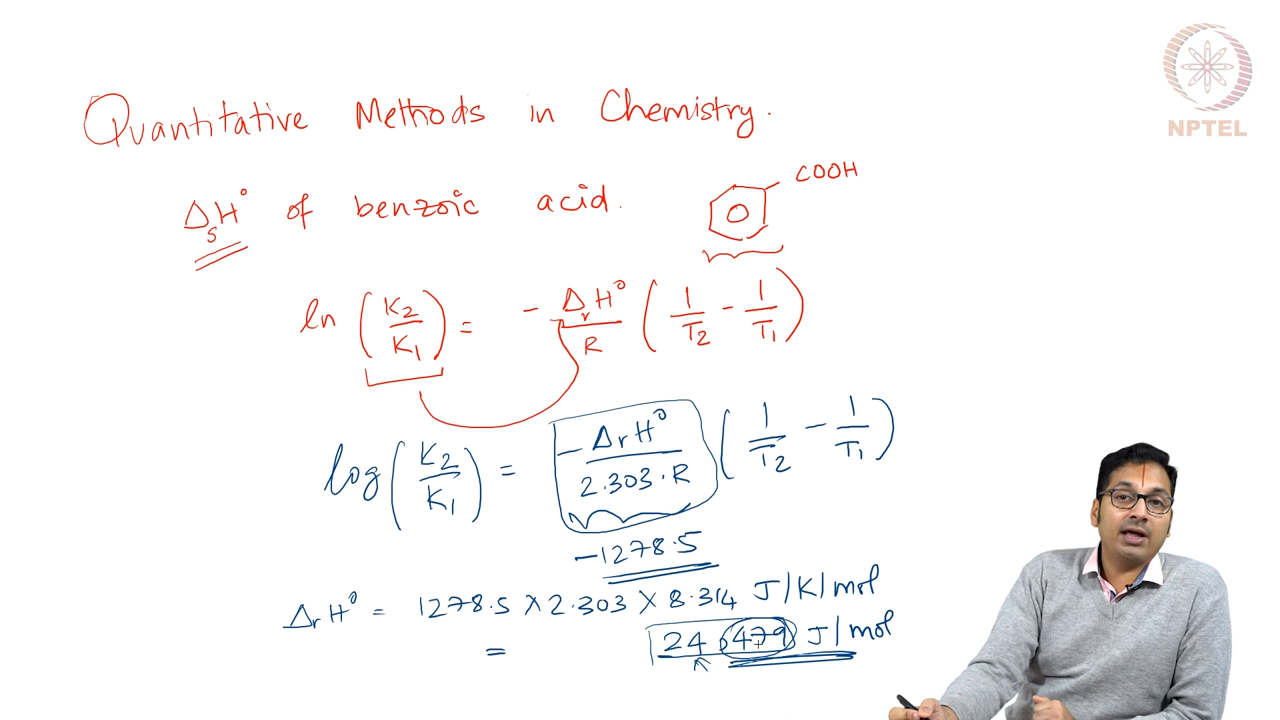 NPTEL
Quantitative Methods in Chemistry.
ΔₛH° of benzoic acid. COOH
ln (K₂/K₁) = -ΔᵣH°/R (1/T₂ - 1/T₁)
log (K₂/K₁) = -ΔrH°/2.303·R (1/T₂ - 1/T₁)
-1278.5
ΔrH° = 1278.5 × 2.303 × 8.314 J/K/mol
= 24,479 J/mol